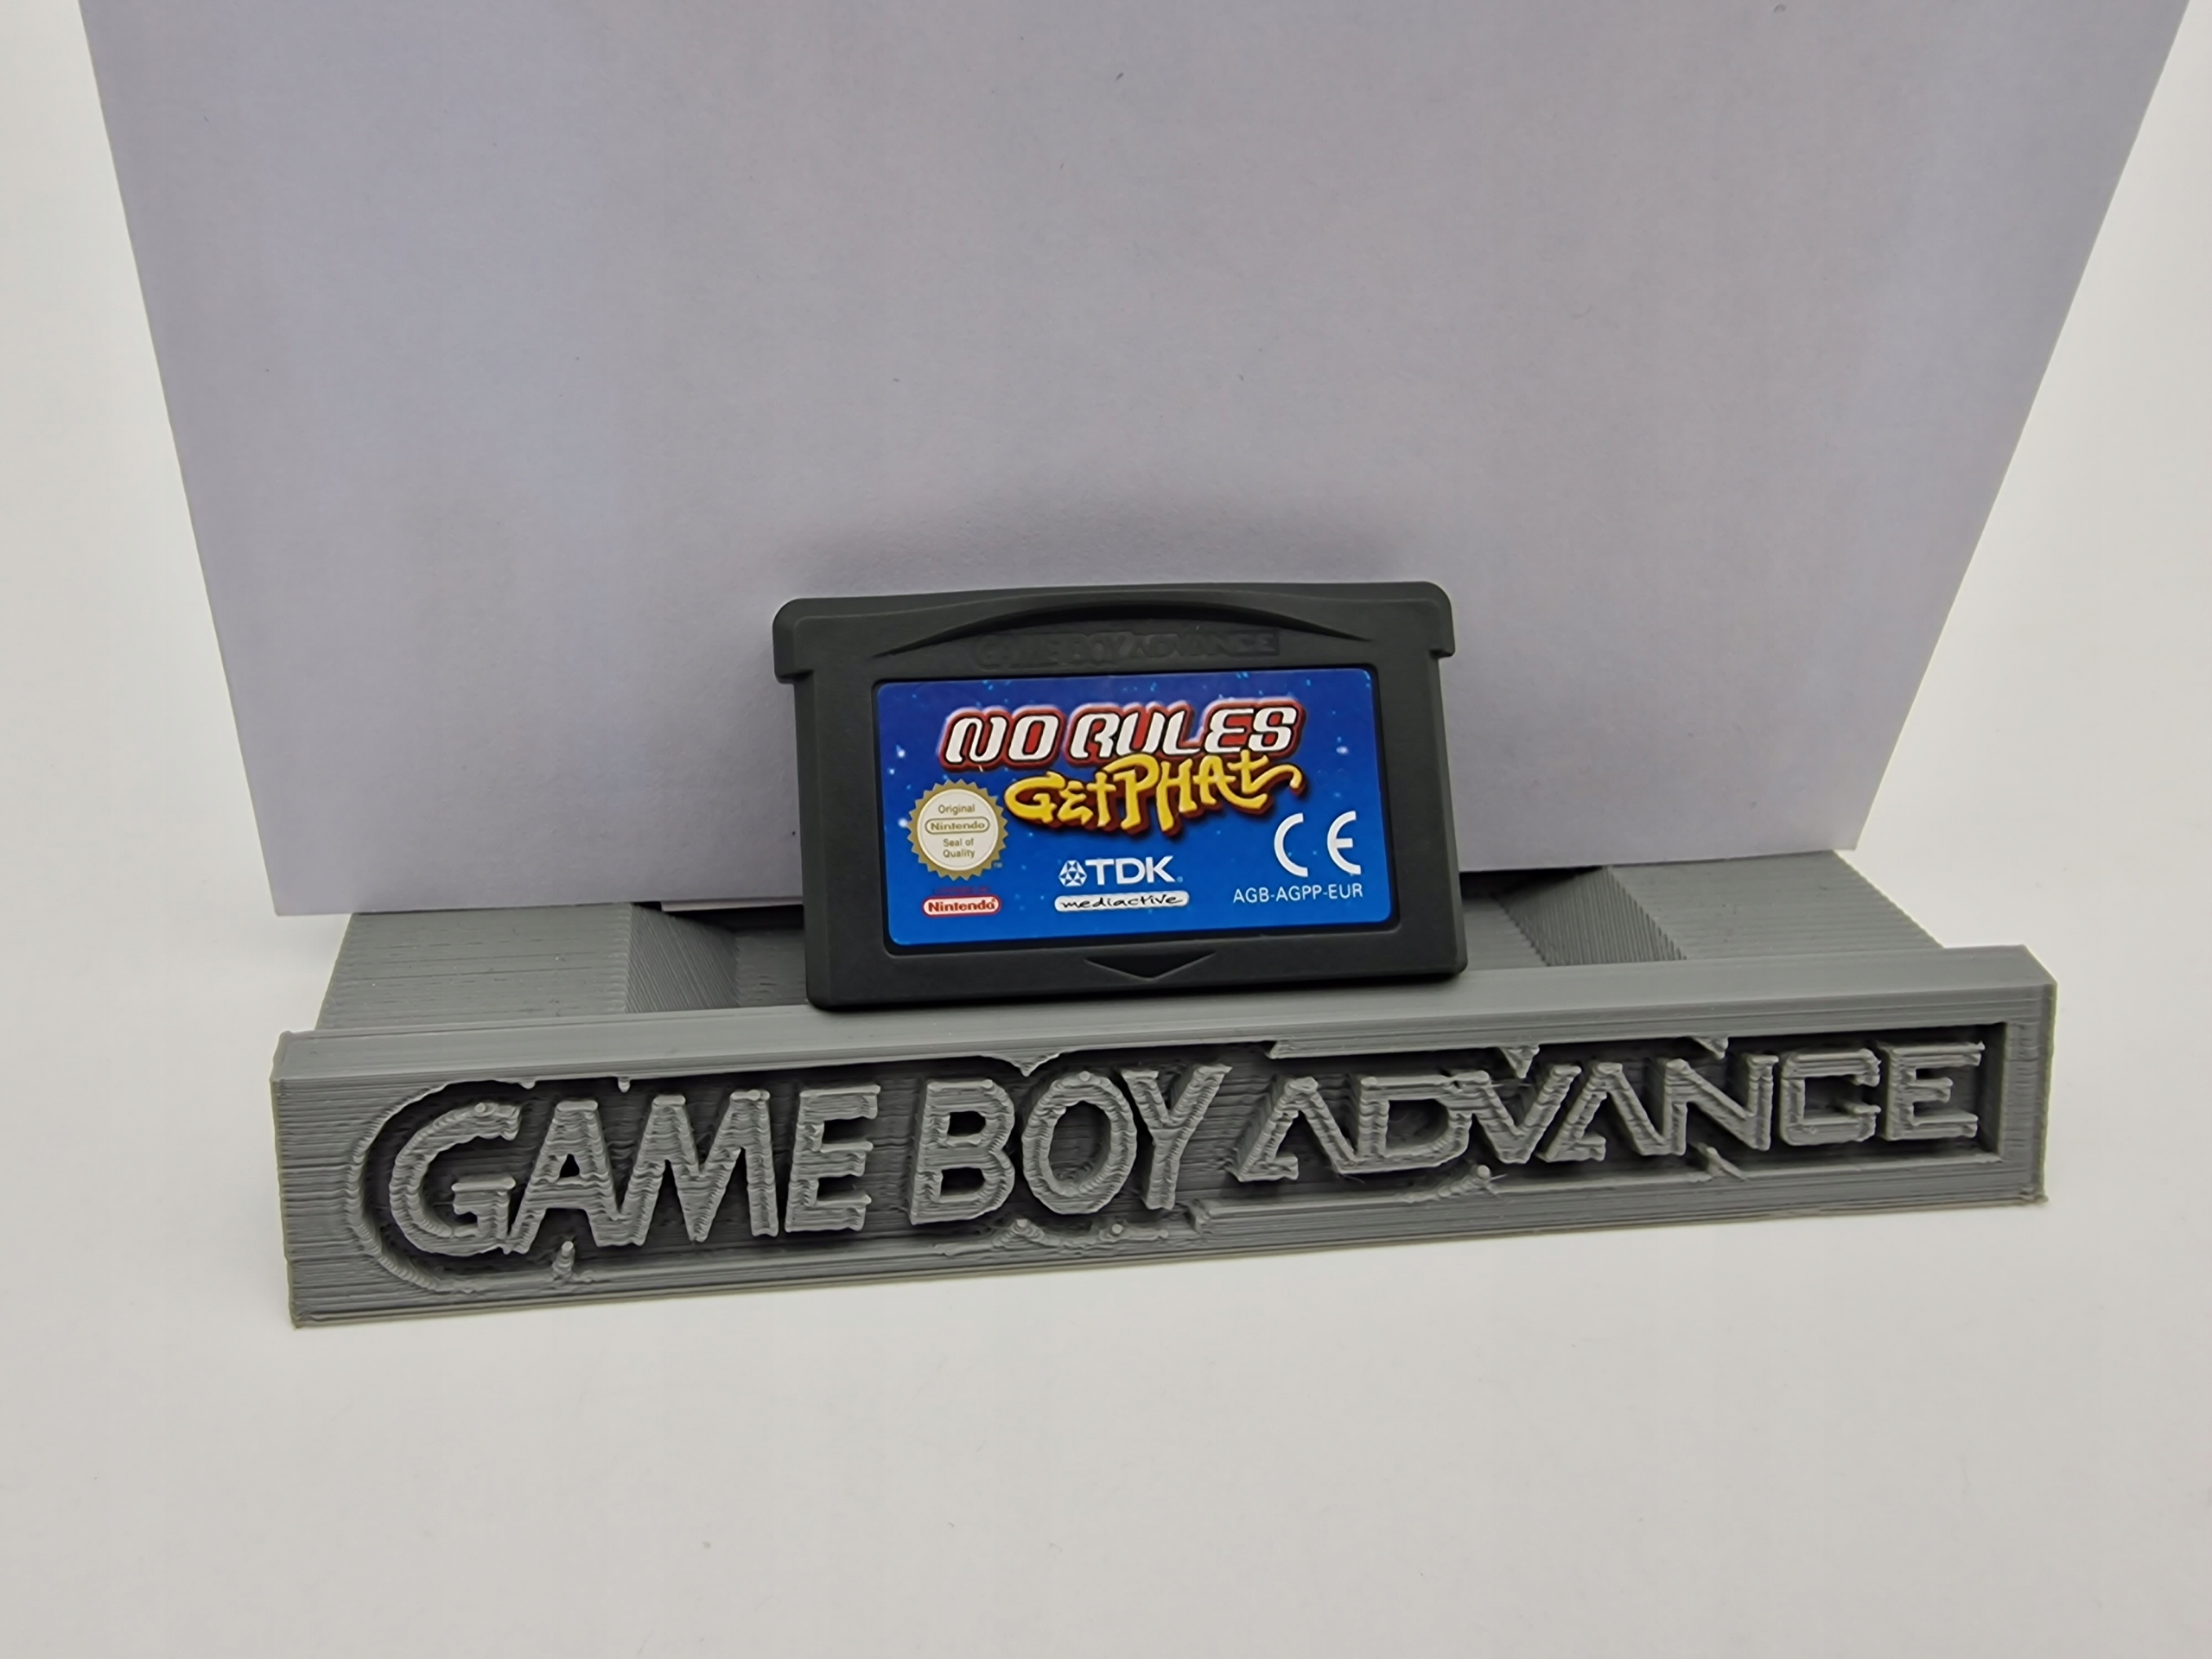 GAME BOY ADVANCE
NO RULES
GET PHAT
Original
Nintendo
Seal of
Quality
TDK
mediactive
Nintendo
CE
AGB-AGPP-EUR
GAME BOY ADVANCE